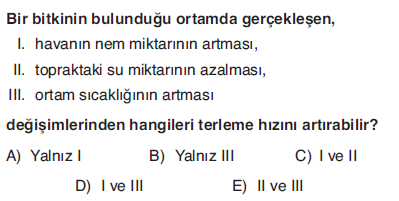 Bir bitkinin bulunduğu ortamda gerçekleşen,
I. havanın nem miktarının artması,
II. topraktaki su miktarının azalması,
III. ortam sıcaklığının artması
değişimlerinden hangileri terleme hızını artırabilir?
A) Yalnız I B) Yalnız III C) I ve II
D) I ve III E) II ve III